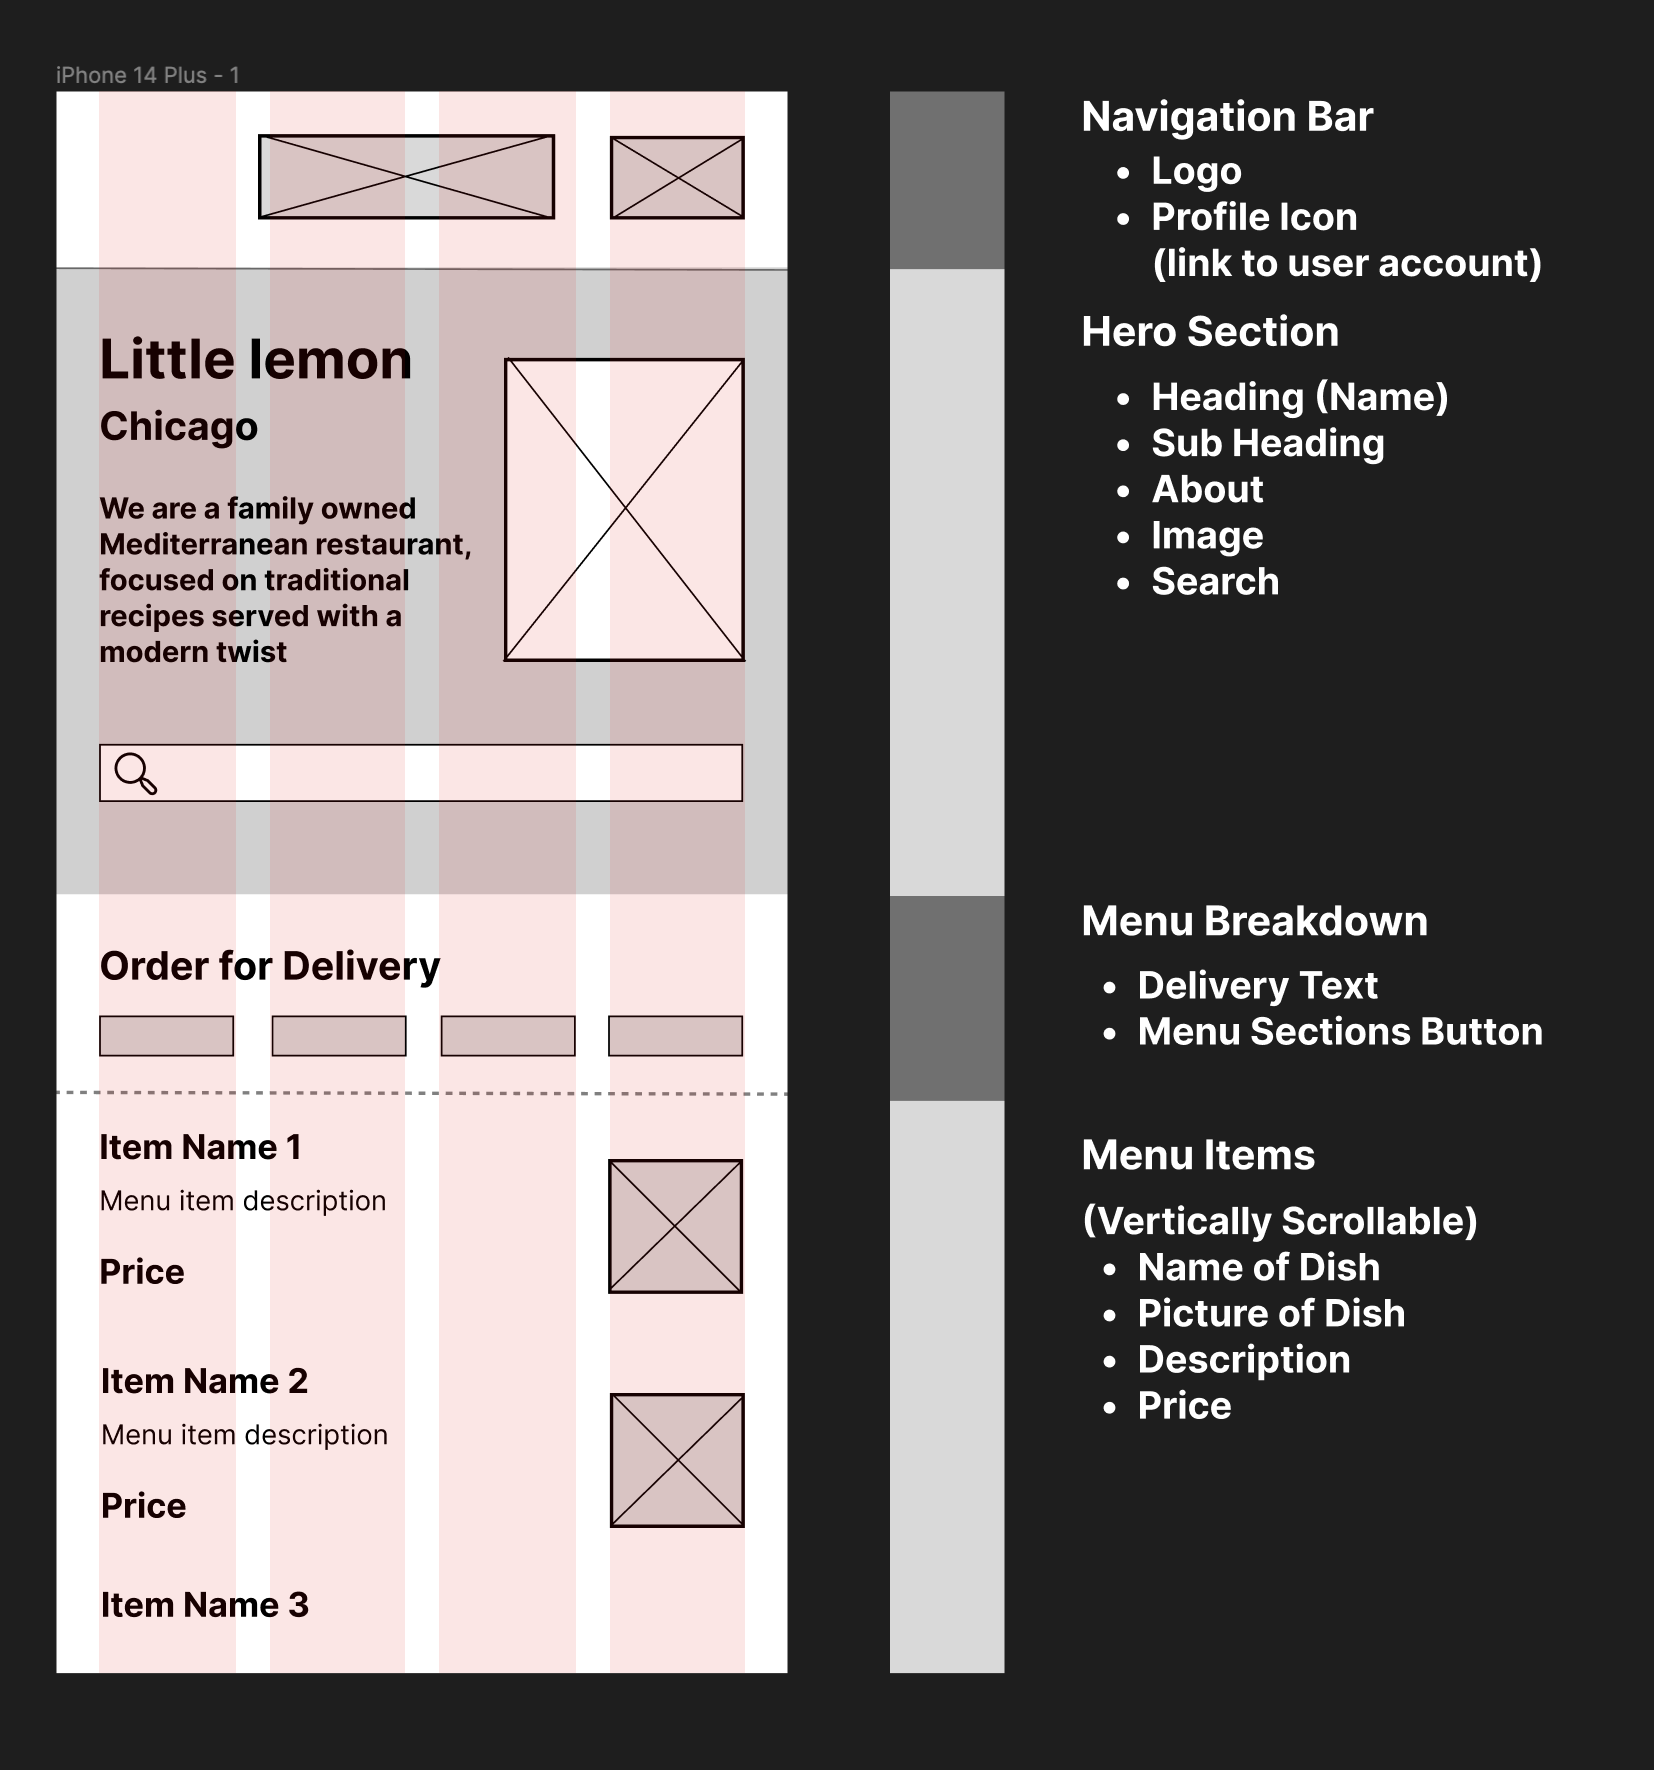 iPhone 14 Plus - 1
Little lemon
Chicago
We are a family owned
Mediterranean restaurant,
focused on traditional
recipes served with a
modern twist
Order for Delivery
Item Name 1
Menu item description
Price
Item Name 2
Menu item description
Price
Item Name 3
Navigation Bar
• Logo
• Profile Icon
(link to user account)
Hero Section
• Heading (Name)
• Sub Heading
• About
• Image
• Search
Menu Breakdown
• Delivery Text
• Menu Sections Button
Menu Items
(Vertically Scrollable)
• Name of Dish
• Picture of Dish
• Description
• Price